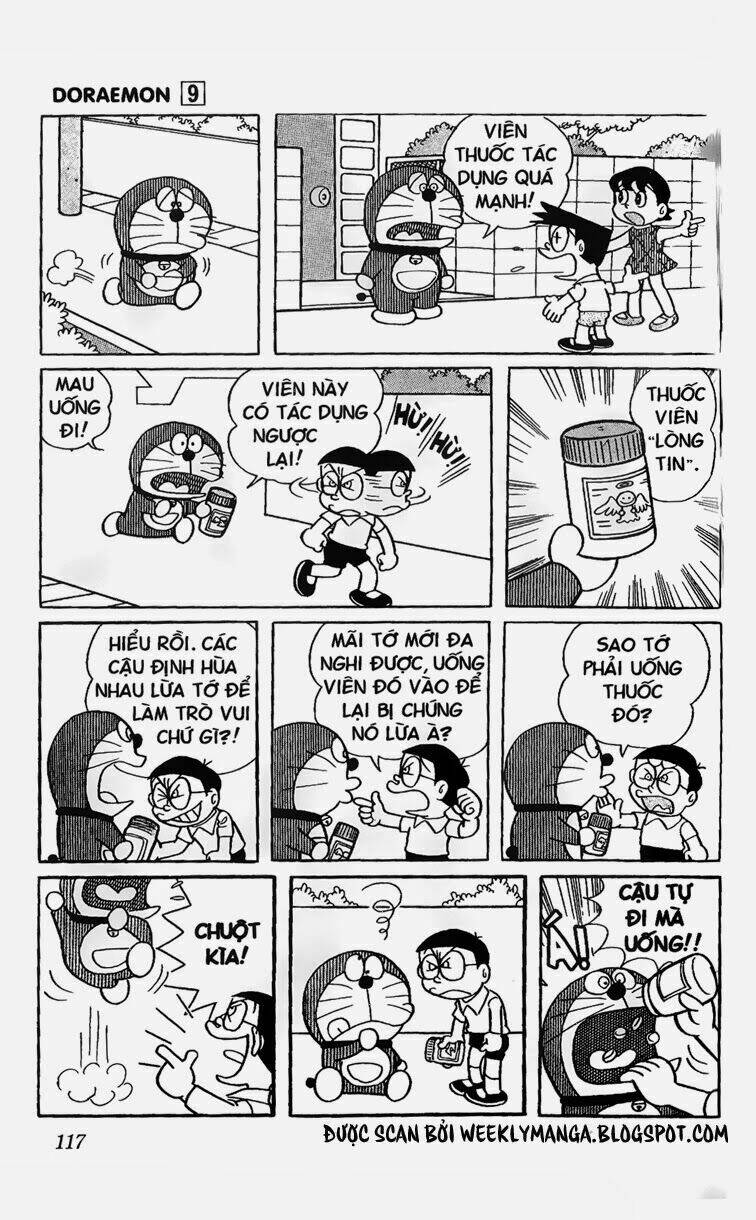 DORAEMON 9
VIÊN
THUỐC TÁC
DỤNG QUÁ
MẠNH!
THUỐC
VIÊN
"LÒNG
TIN".
HỪ! HỪ!
VIÊN NÀY
CÓ TÁC DỤNG
NGƯỢC
LẠI!
MAU
UỐNG
ĐI!
SAO TỚ
PHẢI UỐNG
THUỐC
ĐÓ?
MÃI TỚ MỚI ĐA
NGHI ĐƯỢC, UỐNG
VIÊN ĐÓ VÀO ĐỂ
LẠI BỊ CHÚNG
NÓ LỪA À?
HIỂU RỒI. CÁC
CẬU ĐỊNH HÙA
NHAU LỪA TỚ ĐỂ
LÀM TRÒ VUI
CHỨ GÌ?!
CẬU TỰ
ĐI MÀ
UỐNG!!
Á!
CHUỘT
KÌA!
117
ĐƯỢC SCAN BỞI WEEKLYMANGA.BLOGSPOT.COM